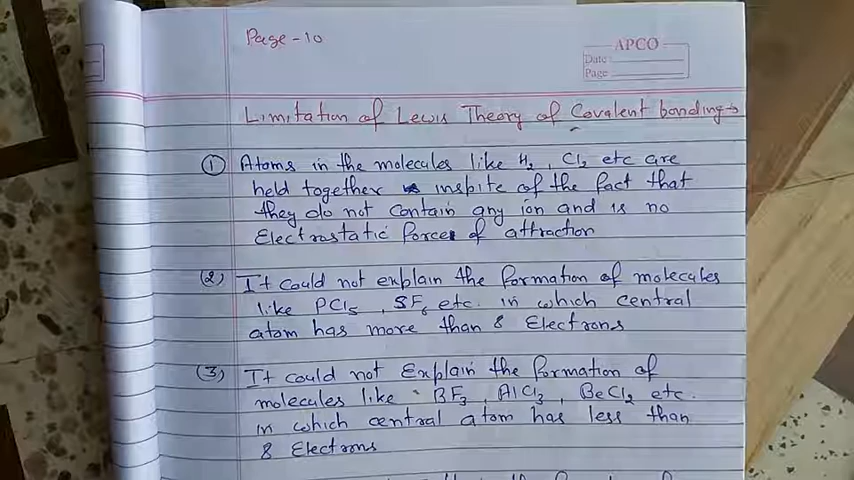 Page - 10
APCO
Date
Page
Limitation of Lewis Theory of Covalent bonding→
① Atoms in the molecules like H₂, Cl₂ etc are
held together inspite of the fact that
they do not contain any ion and is no
Electrostatic force of attraction
(2) It could not explain the formation of molecules
like PCl₅, SF₆ etc. in which central
atom has more than 8 Electrons
(3) It could not Explain the formation of
molecules like BF₃, AlCl₃, BeCl₂ etc.
in which central atom has less than
8 Electrons